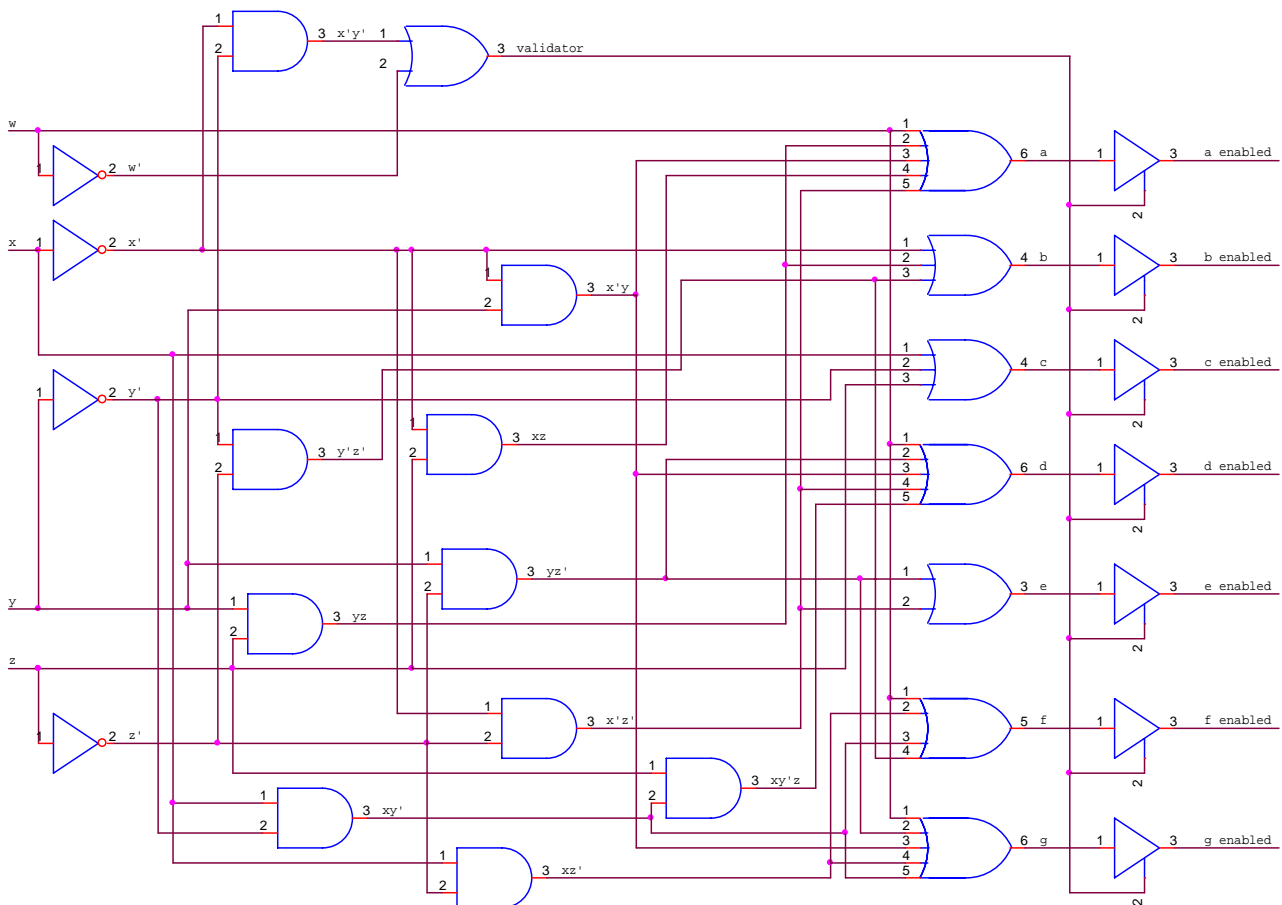 1 3 x'y' 1 3 validator
2 2
w 1
2 6 a 1 3 a enabled
3
1 2 w' 4
5 2
x 1 2 x' 1 4 b 1 3 b enabled
2
1 3 x'y 3
2 2
1 4 c 1 3 c enabled
2
1 2 y' 3 2
1 3 y'z' 1 3 xz 1 6 d 1 3 d enabled
2 2 2
3
4
5 2
1 3 yz' 1 3 e 1 3 e enabled
y 1 3 yz 2 2
2
z
1 2 z' 1 3 x'z' 1 5 f 1 3 f enabled
2 2
3
4 2
1 3 xy' 1 3 xy'z
2 2
1 3 xz' 1 6 g 1 3 g enabled
2 2
3
4
5 2